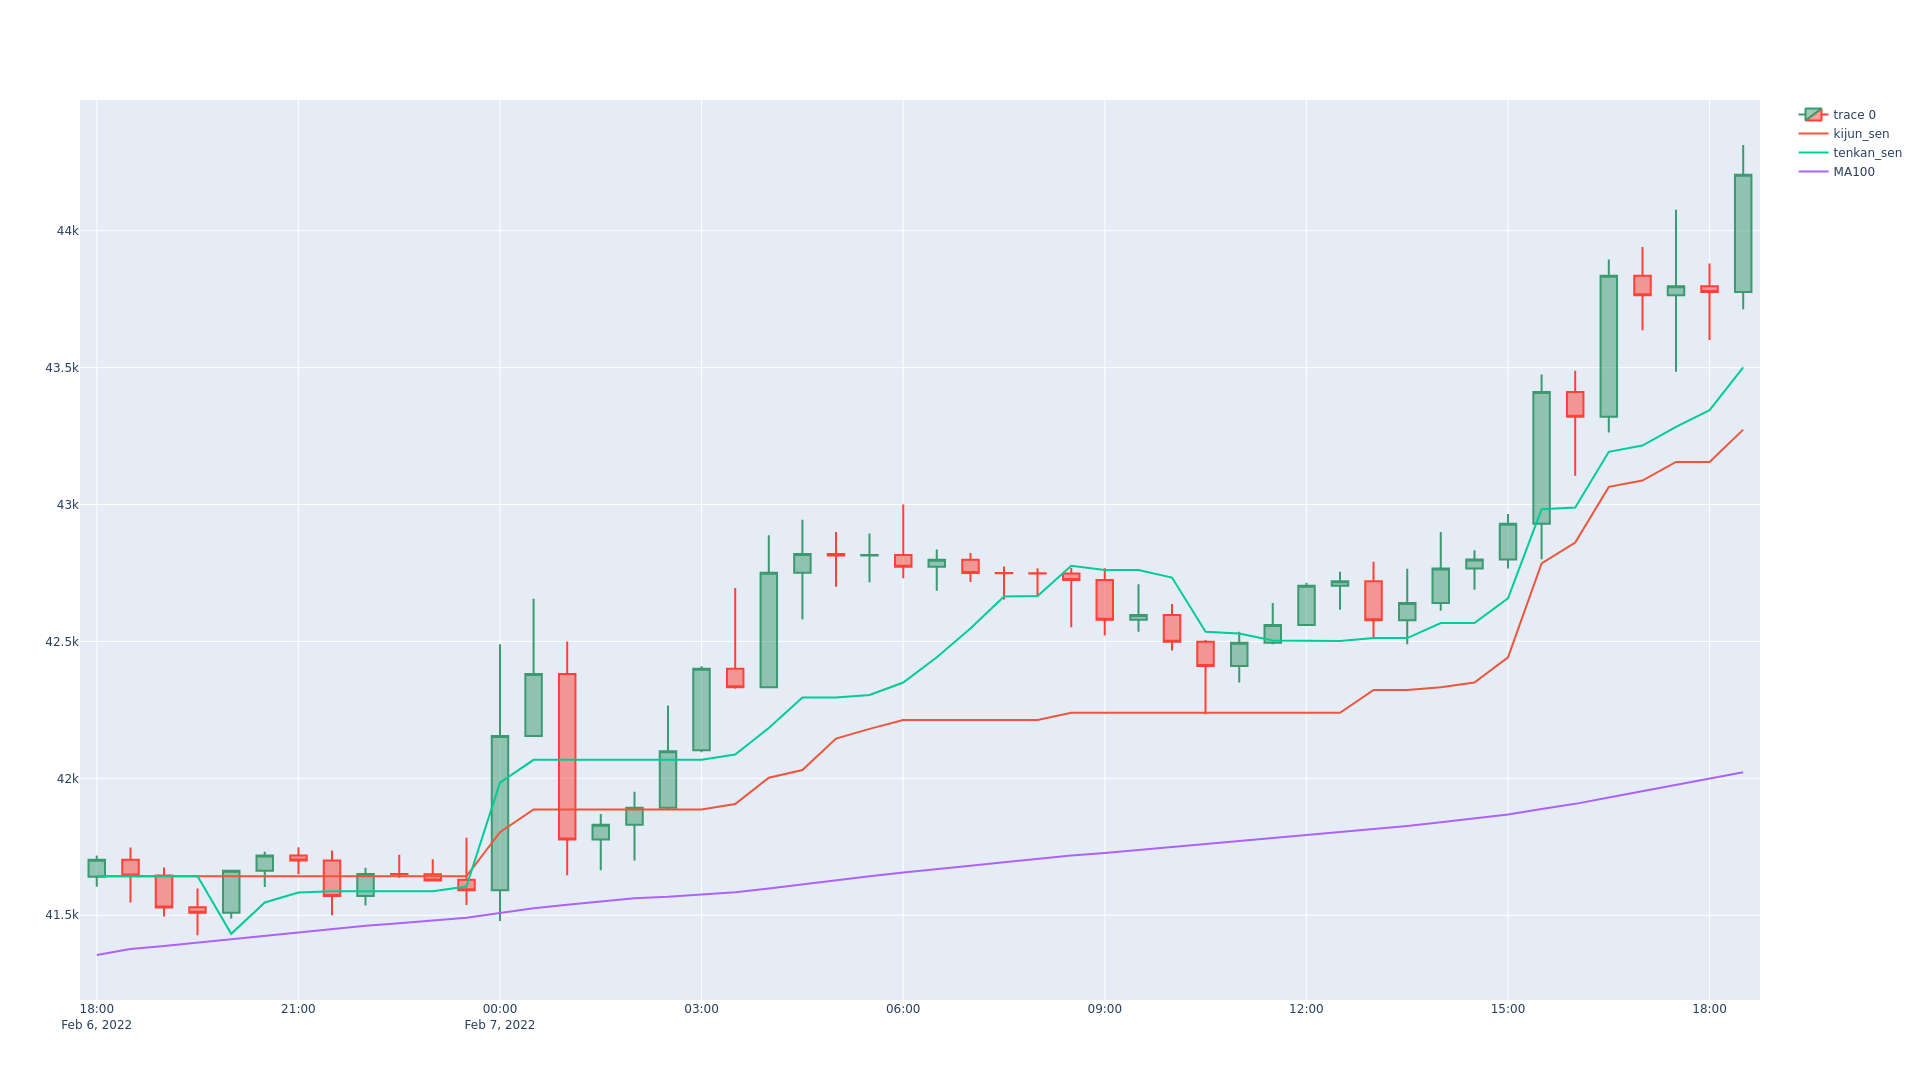 trace 0
kijun_sen
tenkan_sen
MA100
44k
43.5k
43k
42.5k
42k
41.5k
18:00 21:00 00:00 03:00 06:00 09:00 12:00 15:00 18:00
Feb 6, 2022 Feb 7, 2022